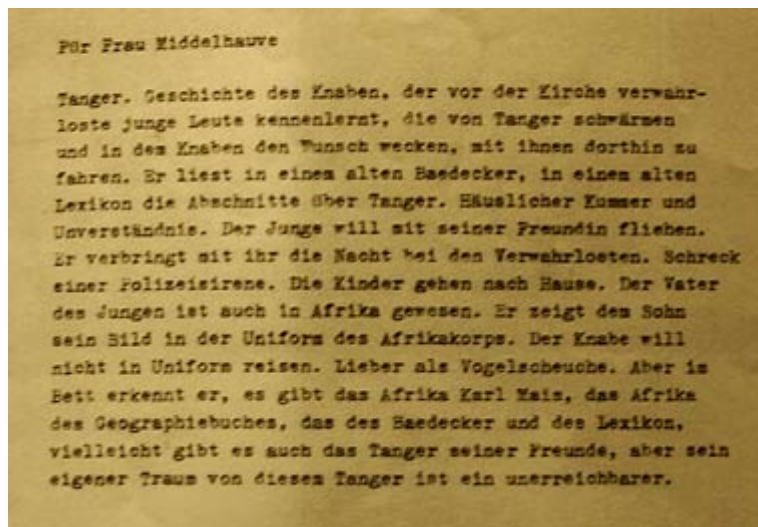 Für Frau Middelhauve
Tanger. Geschichte des Knaben, der vor der Kirche verwahr-
loste junge Leute kennenlernt, die von Tanger schwärmen
und in dem Knaben den Wunsch wecken, mit ihnen dorthin zu
fahren. Er liest in einem alten Baedecker, in einem alten
Lexikon die Abschnitte über Tanger. Häuslicher Kummer und
Unverständnis. Der Junge will mit seiner Freundin fliehen.
Er verbringt mit ihr die Nacht bei den Verwahrlosten. Schreck
einer Polizeisirene. Die Kinder gehen nach Hause. Der Vater
des Jungen ist auch in Afrika gewesen. Er zeigt dem Sohn
sein Bild in der Uniform des Afrikakorps. Der Knabe will
nicht in Uniform reisen. Lieber als Vogelscheuche. Aber im
Bett erkennt er, es gibt das Afrika Karl Mais, das Afrika
des Geographiebuches, das des Baedecker und des Lexikon,
vielleicht gibt es auch das Tanger seiner Freunde, aber sein
eigener Traum von diesem Tanger ist ein unerreichbarer.